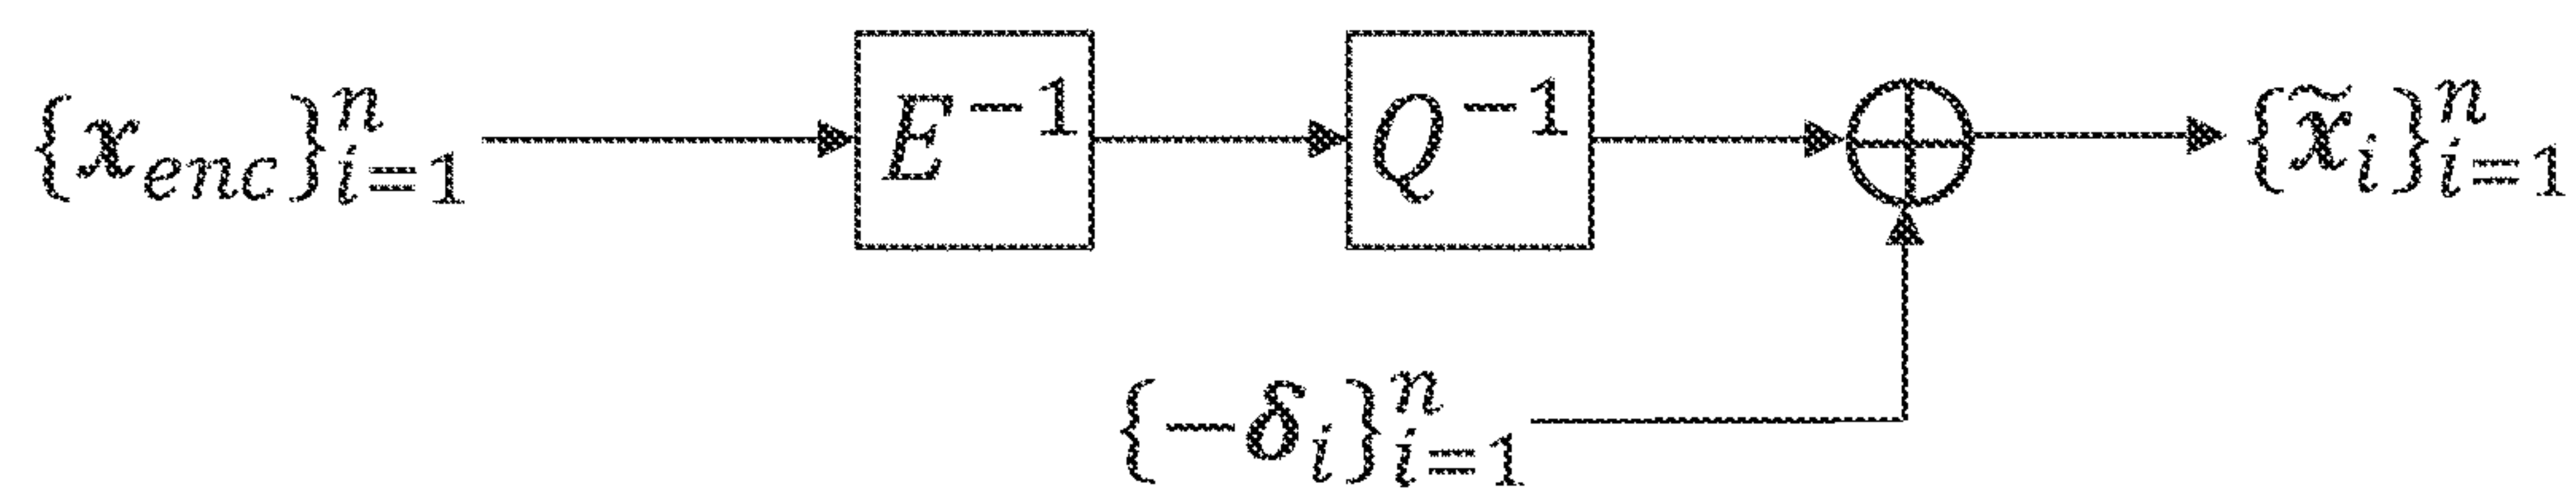 {x_enc}_{i=1}^n E^{-1} Q^{-1} {x̃_i}_{i=1}^n
{-δ_i}_{i=1}^n